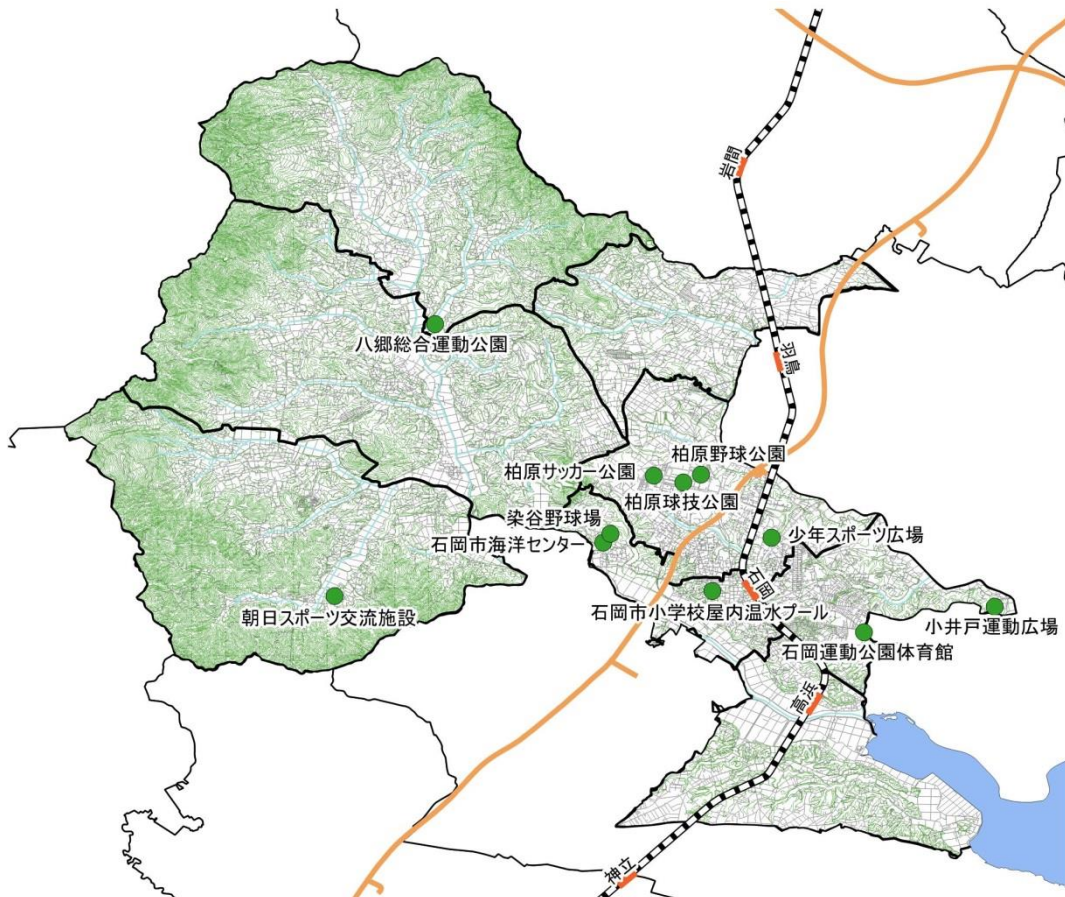 岩間
八郷総合運動公園
羽鳥
柏原野球公園
柏原サッカー公園
柏原球技公園
染谷野球場
少年スポーツ広場
石岡市海洋センター
石岡
朝日スポーツ交流施設
石岡市小学校屋内温水プール
小井戸運動広場
石岡運動公園体育館
高浜
神立